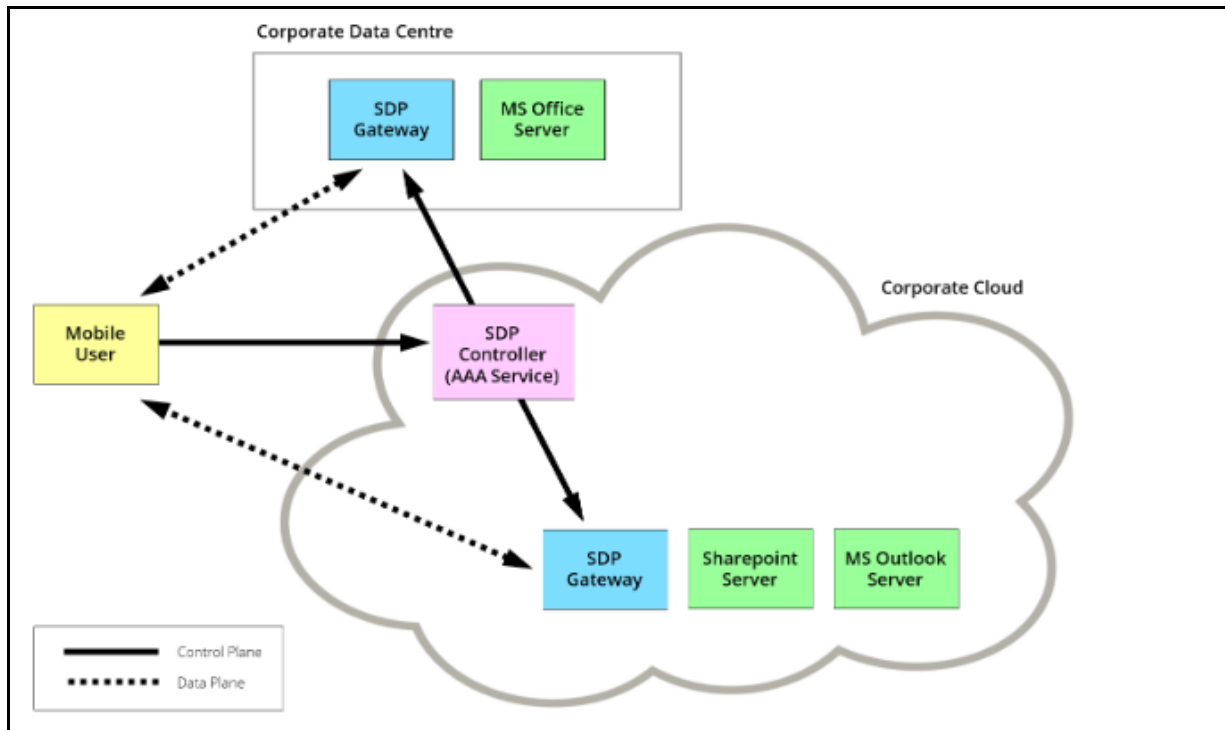 Corporate Data Centre
SDP
Gateway
MS Office
Server
Corporate Cloud
Mobile
User
SDP
Controller
(AAA Service)
SDP
Gateway
Sharepoint
Server
MS Outlook
Server
Control Plane
Data Plane